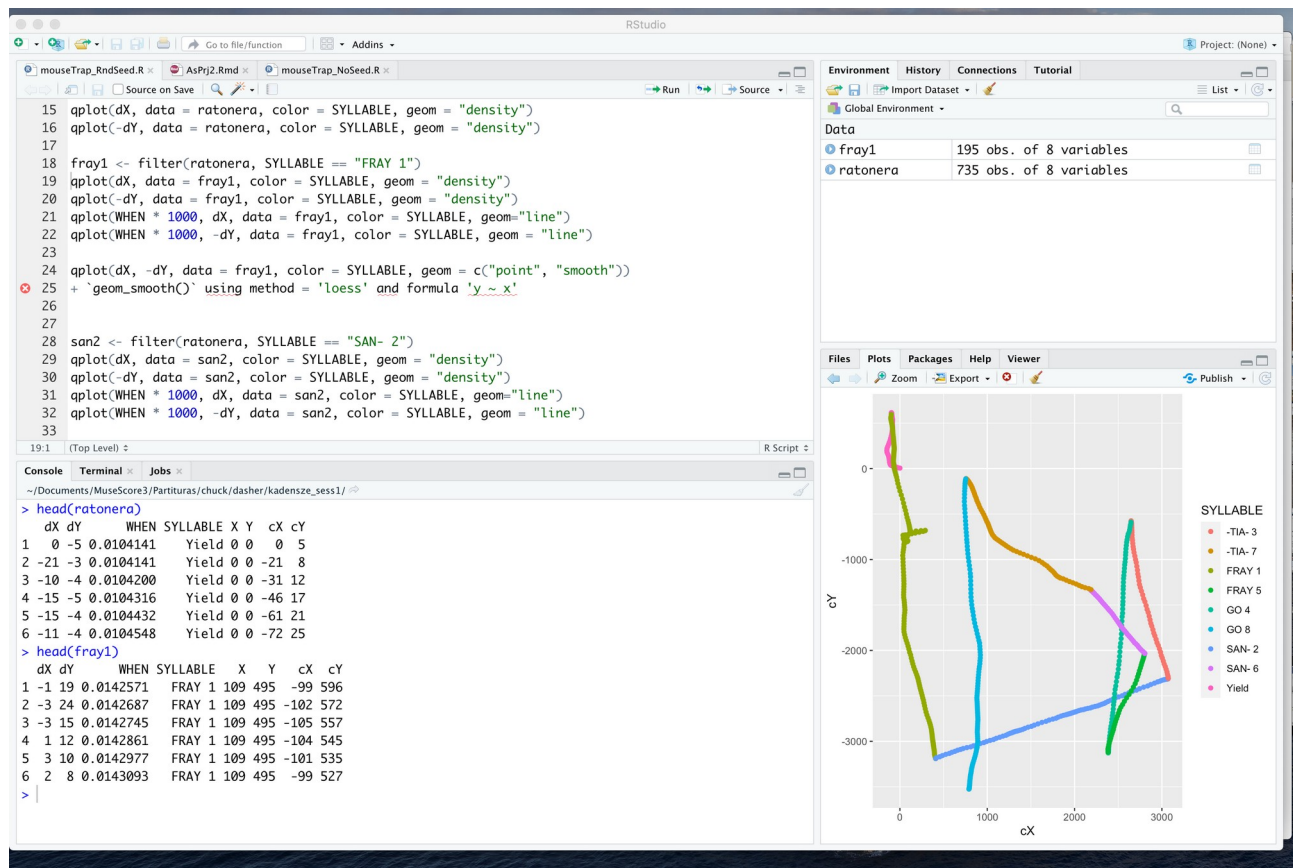 RStudio
Go to file/function
Addins
Project: (None)
mouseTrap_RndSeed.R
AsPrj2.Rmd
mouseTrap_NoSeed.R
Source on Save
Run
Source
15 qplot(dX, data = ratonera, color = SYLLABLE, geom = "density")
16 qplot(-dY, data = ratonera, color = SYLLABLE, geom = "density")
17
18 fray1 <- filter(ratonera, SYLLABLE == "FRAY 1")
19 qplot(dX, data = fray1, color = SYLLABLE, geom = "density")
20 qplot(-dY, data = fray1, color = SYLLABLE, geom = "density")
21 qplot(WHEN * 1000, dX, data = fray1, color = SYLLABLE, geom="line")
22 qplot(WHEN * 1000, -dY, data = fray1, color = SYLLABLE, geom = "line")
23
24 qplot(dX, -dY, data = fray1, color = SYLLABLE, geom = c("point", "smooth"))
25 + `geom_smooth()` using method = 'loess' and formula 'y ~ x'
26
27
28 san2 <- filter(ratonera, SYLLABLE == "SAN- 2")
29 qplot(dX, data = san2, color = SYLLABLE, geom = "density")
30 qplot(-dY, data = san2, color = SYLLABLE, geom = "density")
31 qplot(WHEN * 1000, dX, data = san2, color = SYLLABLE, geom="line")
32 qplot(WHEN * 1000, -dY, data = san2, color = SYLLABLE, geom = "line")
33
19:1 (Top Level) R Script
Console Terminal Jobs
~/Documents/MuseScore3/Partituras/chuck/dasher/kadensze_sess1/
> head(ratonera)
dX dY WHEN SYLLABLE X Y cX cY
1 0 -5 0.0104141 Yield 0 0 0 5
2 -21 -3 0.0104141 Yield 0 0 -21 8
3 -10 -4 0.0104200 Yield 0 0 -31 12
4 -15 -5 0.0104316 Yield 0 0 -46 17
5 -15 -4 0.0104432 Yield 0 0 -61 21
6 -11 -4 0.0104548 Yield 0 0 -72 25
> head(fray1)
dX dY WHEN SYLLABLE X Y cX cY
1 -1 19 0.0142571 FRAY 1 109 495 -99 596
2 -3 24 0.0142687 FRAY 1 109 495 -102 572
3 -3 15 0.0142745 FRAY 1 109 495 -105 557
4 1 12 0.0142861 FRAY 1 109 495 -104 545
5 3 10 0.0142977 FRAY 1 109 495 -101 535
6 2 8 0.0143093 FRAY 1 109 495 -99 527
>
Environment History Connections Tutorial
Import Dataset List
Global Environment
Data
fray1 195 obs. of 8 variables
ratonera 735 obs. of 8 variables
Files Plots Packages Help Viewer
Zoom Export Publish
0
-1000
-2000
-3000
cY
0 1000 2000 3000
cX
SYLLABLE
-TIA- 3
-TIA- 7
FRAY 1
FRAY 5
GO 4
GO 8
SAN- 2
SAN- 6
Yield